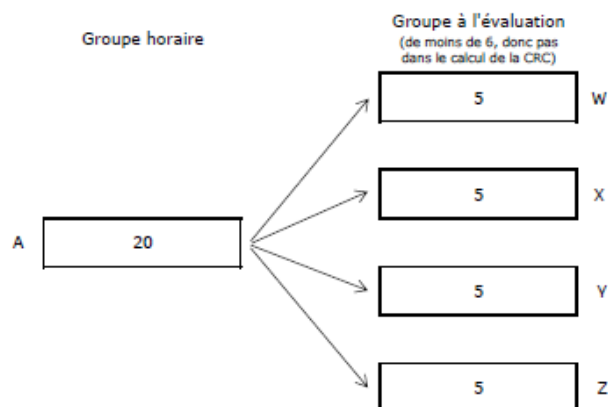 Groupe horaire
Groupe à l'évaluation
(de moins de 6, donc pas
dans le calcul de la CRC)
5 W
5 X
A 20
5 Y
5 Z